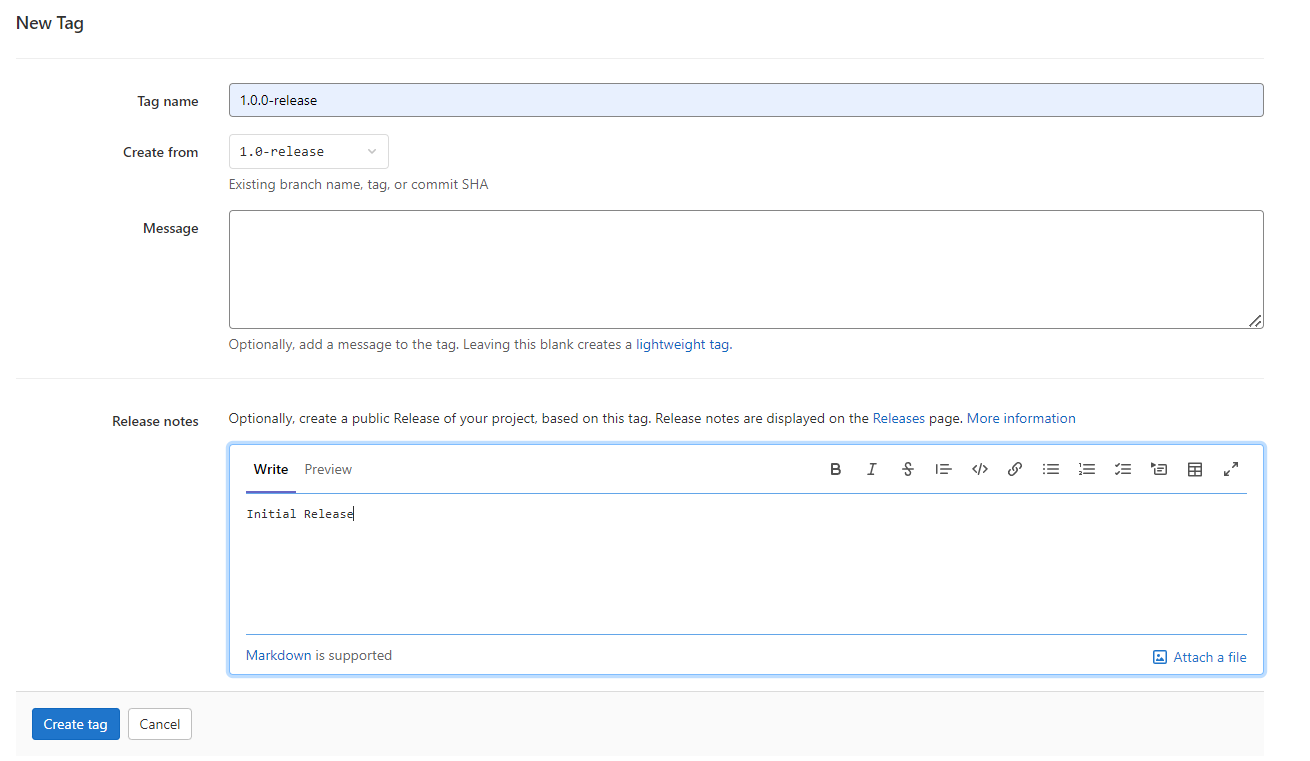 New Tag
Tag name
1.0.0-release
Create from
1.0-release
Existing branch name, tag, or commit SHA
Message
Optionally, add a message to the tag. Leaving this blank creates a lightweight tag.
Release notes
Optionally, create a public Release of your project, based on this tag. Release notes are displayed on the Releases page. More information
Write Preview
Initial Release
Markdown is supported
Attach a file
Create tag Cancel